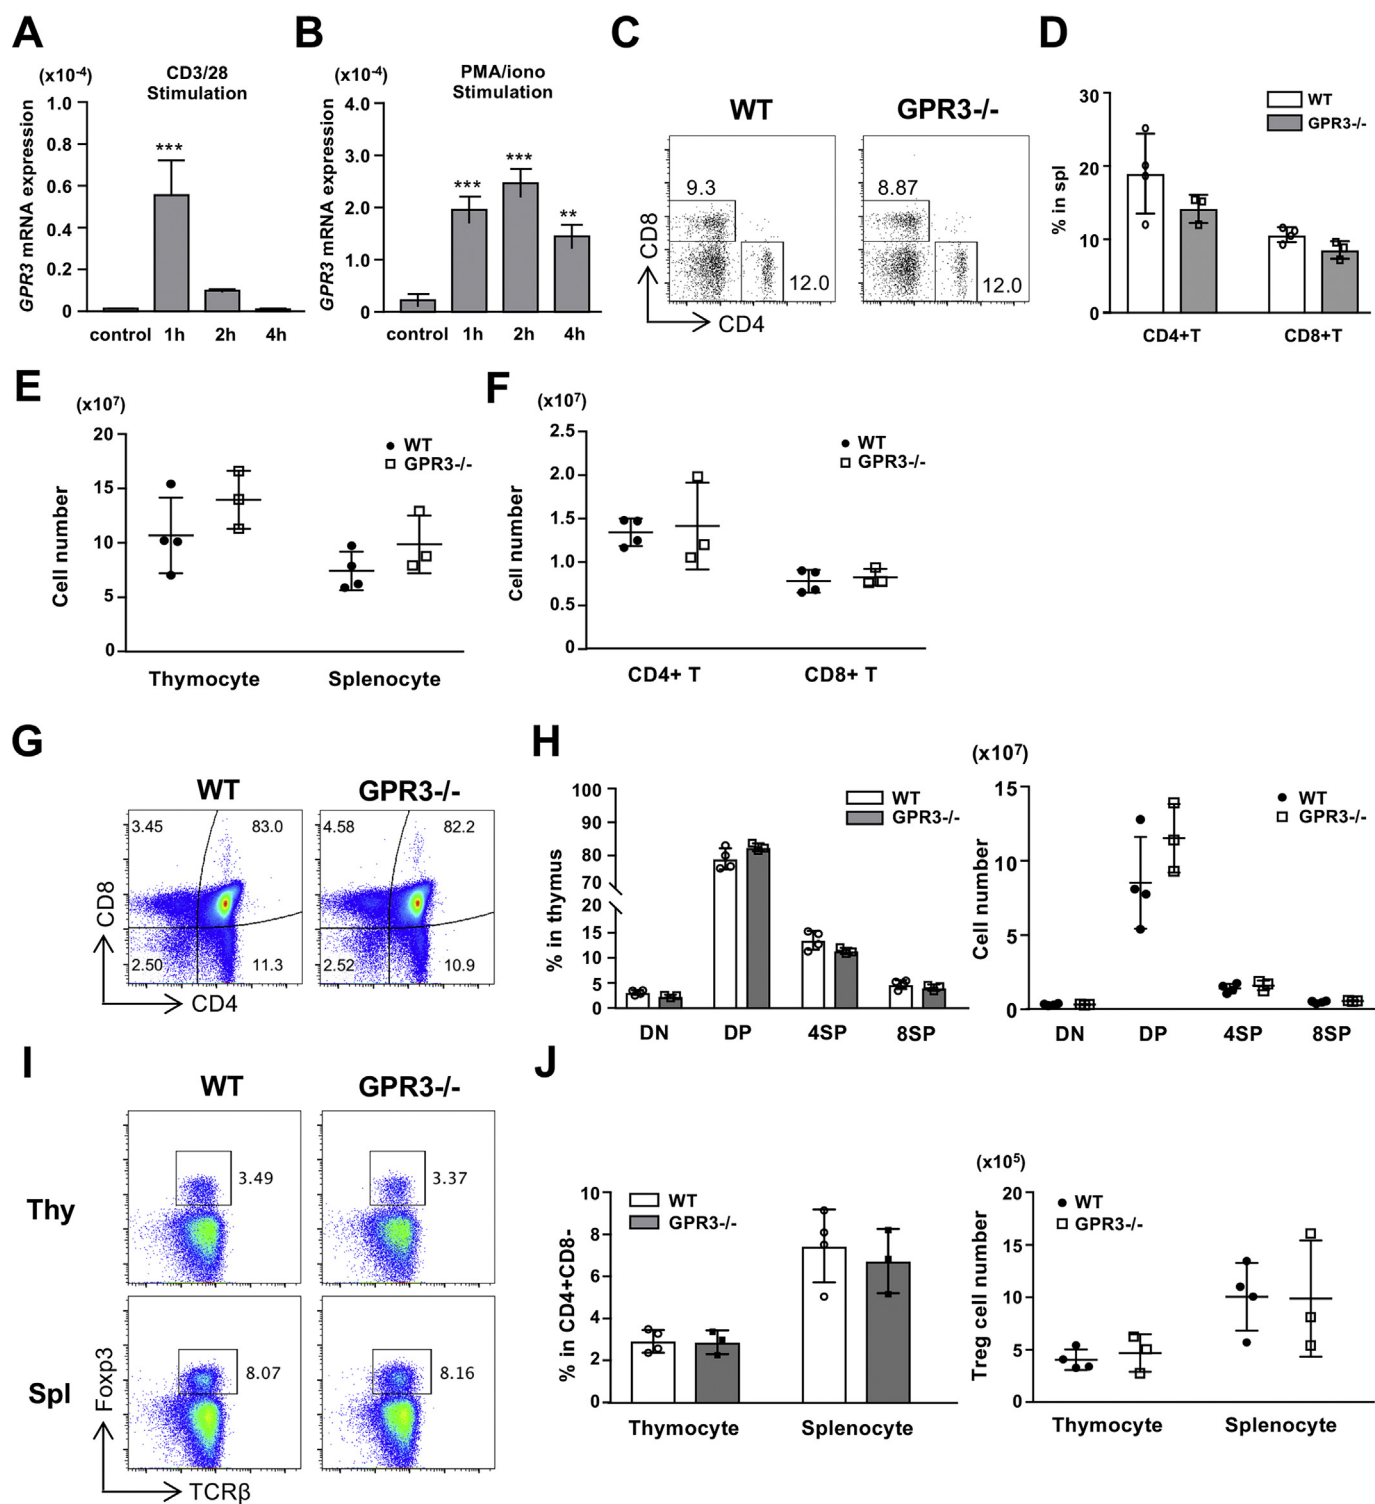 A
(x10-4)
CD3/28
Stimulation
GPR3 mRNA expression
1.0
0.8
0.6
0.4
0.2
0
***
control 1h 2h 4h
B
(x10-4)
PMA/iono
Stimulation
GPR3 mRNA expression
4.0
3.0
2.0
1.0
0
***
***
**
control 1h 2h 4h
C
WT GPR3-/-
9.3
12.0
8.87
12.0
CD8
CD4
D
% in spl
30
20
10
0
WT
GPR3-/-
CD4+T CD8+T
E
(x107)
Cell number
20
15
10
5
0
WT
GPR3-/-
Thymocyte Splenocyte
F
(x107)
Cell number
2.5
2.0
1.5
1.0
0.5
0
WT
GPR3-/-
CD4+ T CD8+ T
G
WT GPR3-/-
3.45 83.0
2.50 11.3
4.58 82.2
2.52 10.9
CD8
CD4
H
% in thymus
100
90
80
70
20
15
10
5
0
WT
GPR3-/-
DN DP 4SP 8SP
(x107)
Cell number
15
10
5
0
WT
GPR3-/-
DN DP 4SP 8SP
I
WT GPR3-/-
Thy
3.49
3.37
Spl
8.07
8.16
Foxp3
TCRβ
J
% in CD4+CD8-
10
8
6
4
2
0
WT
GPR3-/-
Thymocyte Splenocyte
(x105)
Treg cell number
20
15
10
5
0
WT
GPR3-/-
Thymocyte Splenocyte